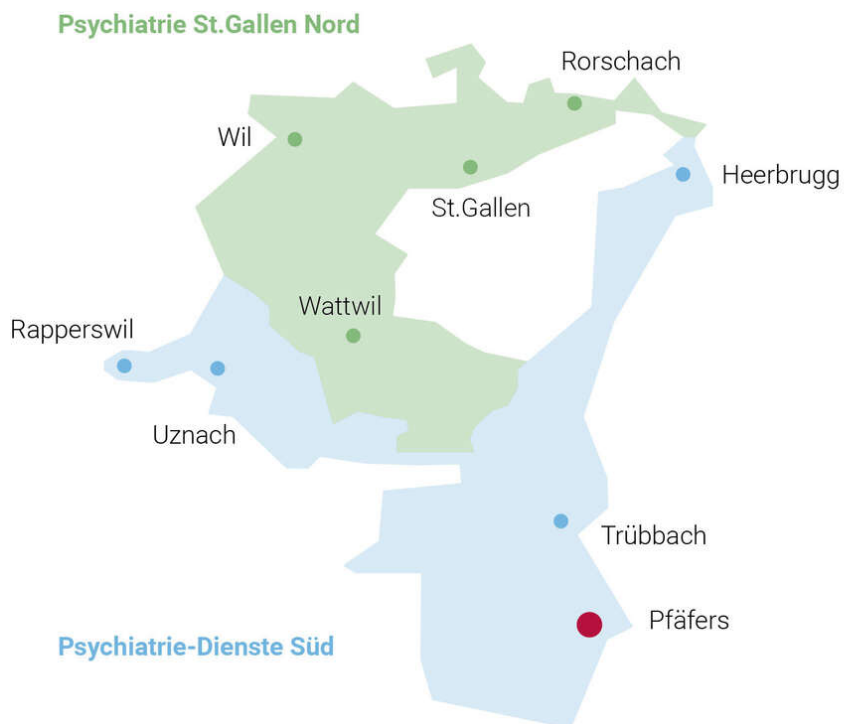 Psychiatrie St.Gallen Nord
Rorschach
Wil
Heerbrugg
St.Gallen
Wattwil
Rapperswil
Uznach
Trübbach
Pfäfers
Psychiatrie-Dienste Süd